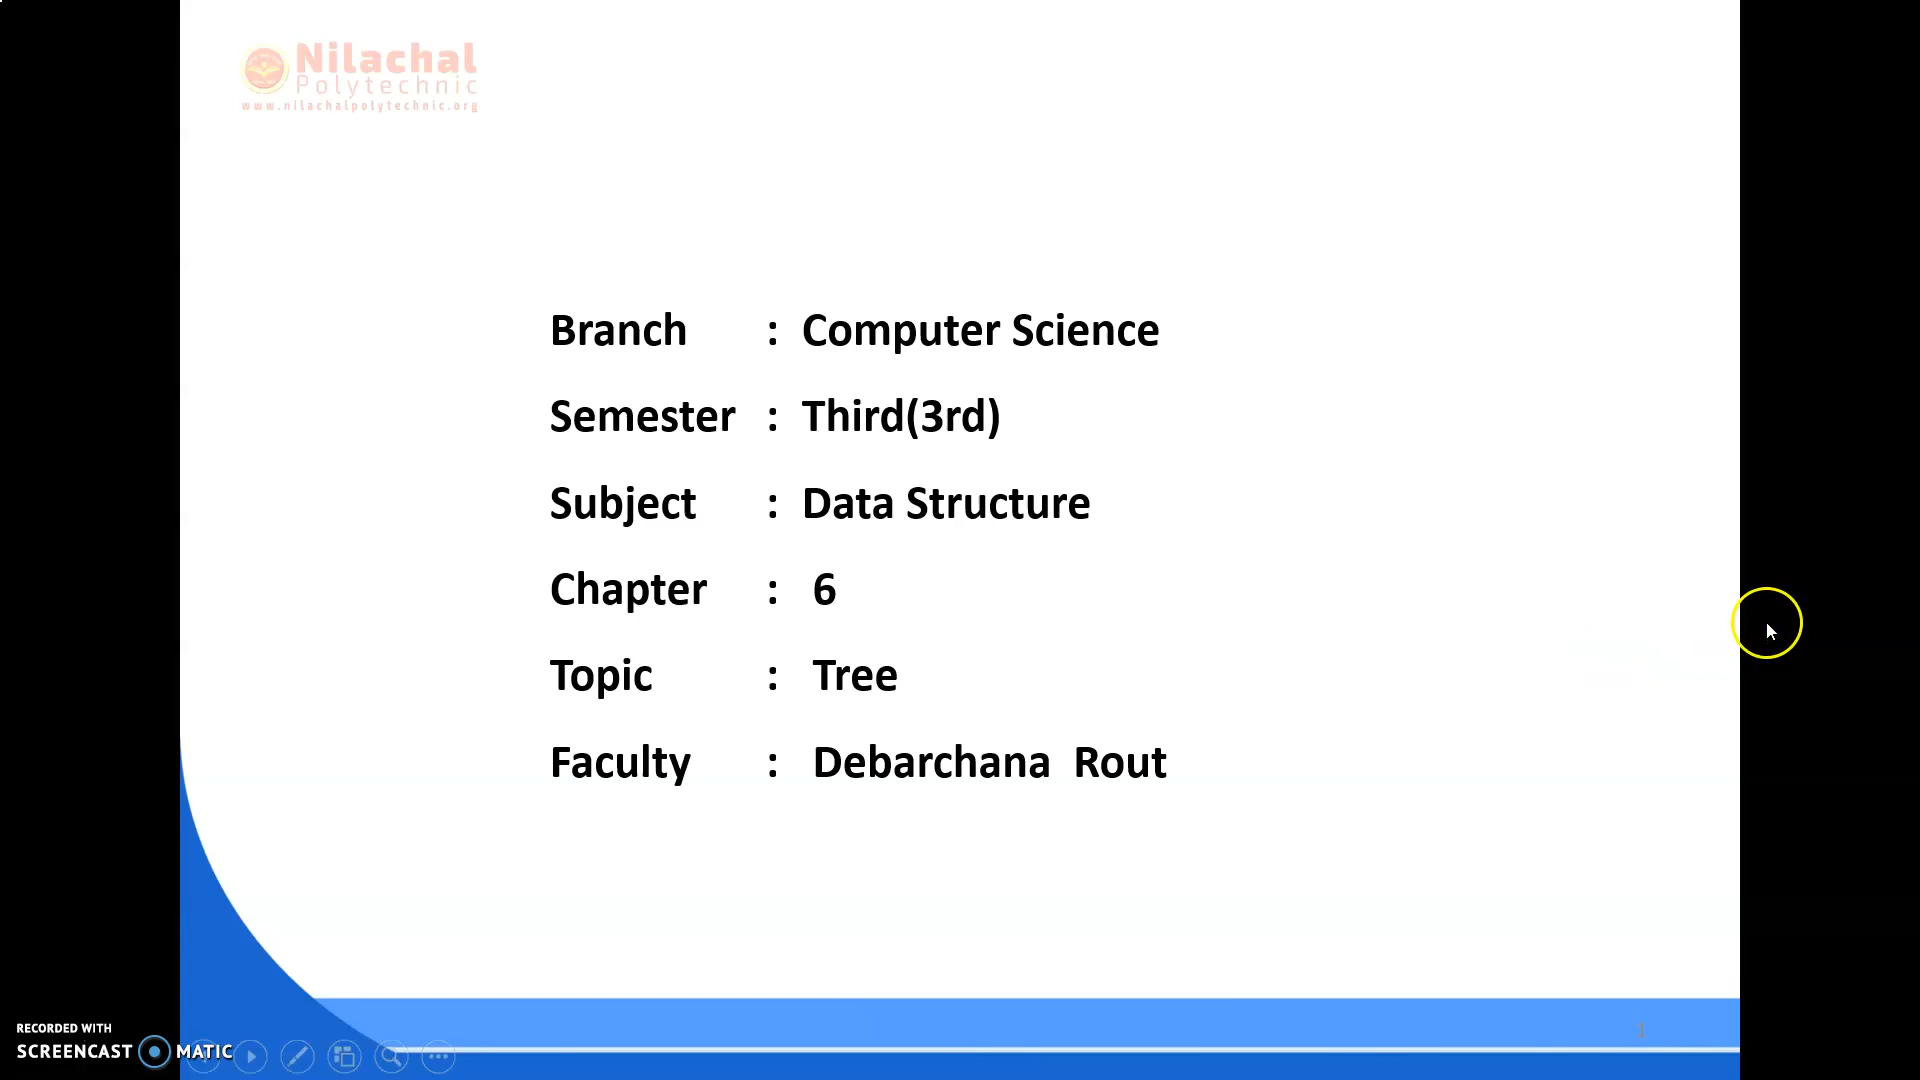 Nilachal
Polytechnic
www.nilachalpolytechnic.org
Branch : Computer Science
Semester : Third(3rd)
Subject : Data Structure
Chapter : 6
Topic : Tree
Faculty : Debarchana Rout
1
RECORDED WITH
SCREENCAST MATIC